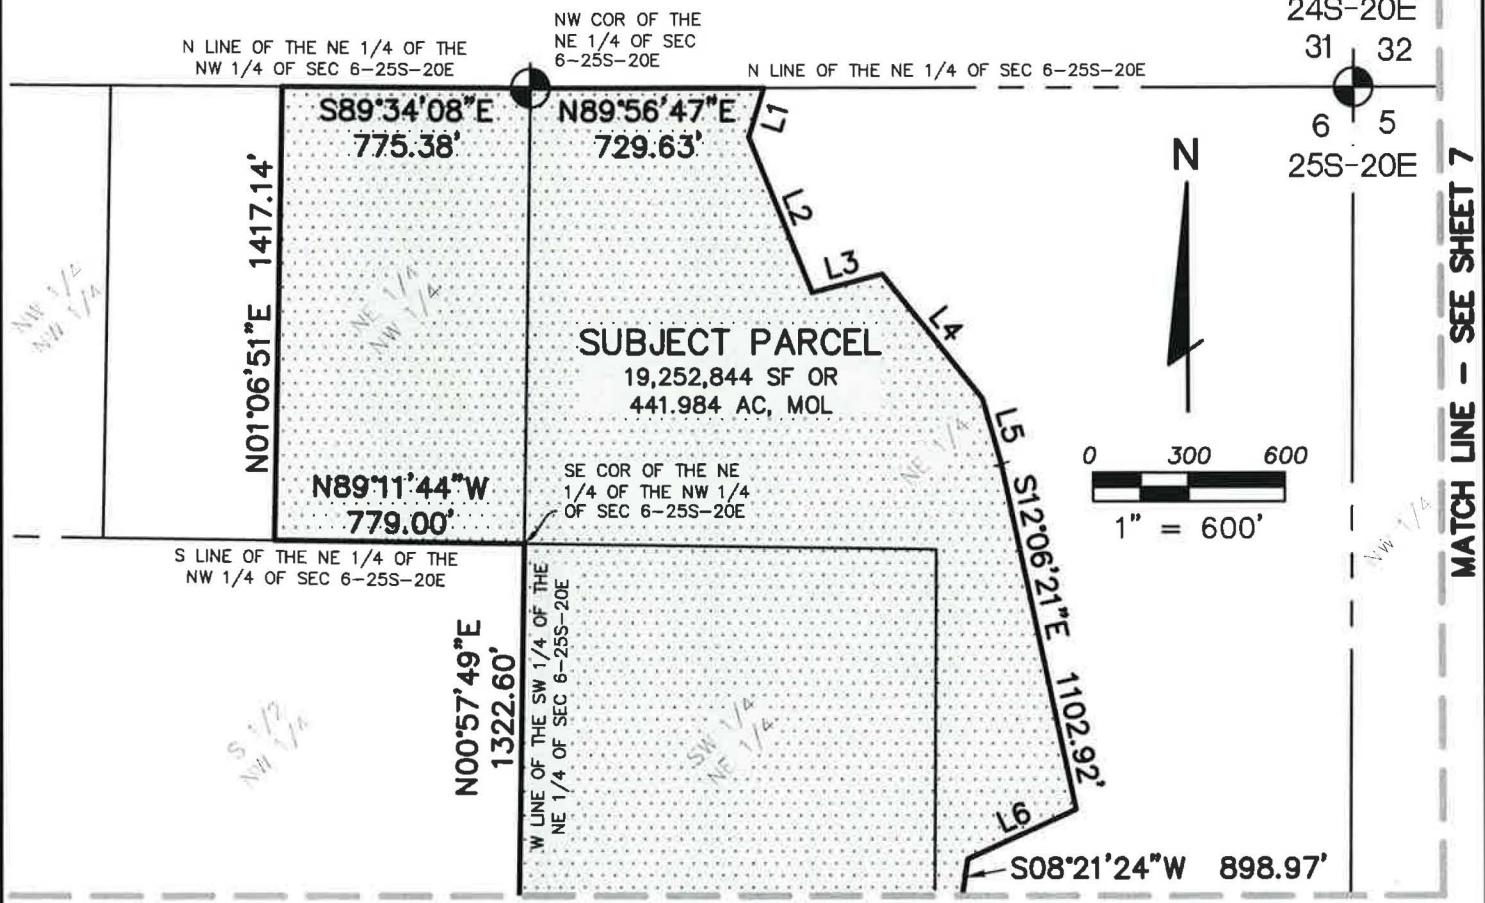 24S-20E
31 32
NW COR OF THE
NE 1/4 OF SEC
6-25S-20E
N LINE OF THE NE 1/4 OF THE
NW 1/4 OF SEC 6-25S-20E
N LINE OF THE NE 1/4 OF SEC 6-25S-20E
6 5
25S-20E
S89°34'08"E
775.38'
N89°56'47"E
729.63'
L1
L2
L3
L4
L5
N
N01°06'51"E 1417.14'
NW 1/4
NW 1/4
NE 1/4
NW 1/4
SUBJECT PARCEL
19,252,844 SF OR
441.984 AC, MOL
NE 1/4
0 300 600
1" = 600'
N89°11'44"W
779.00'
SE COR OF THE NE
1/4 OF THE NW 1/4
OF SEC 6-25S-20E
S LINE OF THE NE 1/4 OF THE
NW 1/4 OF SEC 6-25S-20E
S12°06'21"E 1102.92'
NW 1/4
MATCH LINE - SEE SHEET 7
N00°57'49"E
1322.60'
W LINE OF THE SW 1/4 OF THE
NE 1/4 OF SEC 6-25S-20E
S 1/2
NW 1/4
SW 1/4
NE 1/4
L6
S08°21'24"W 898.97'